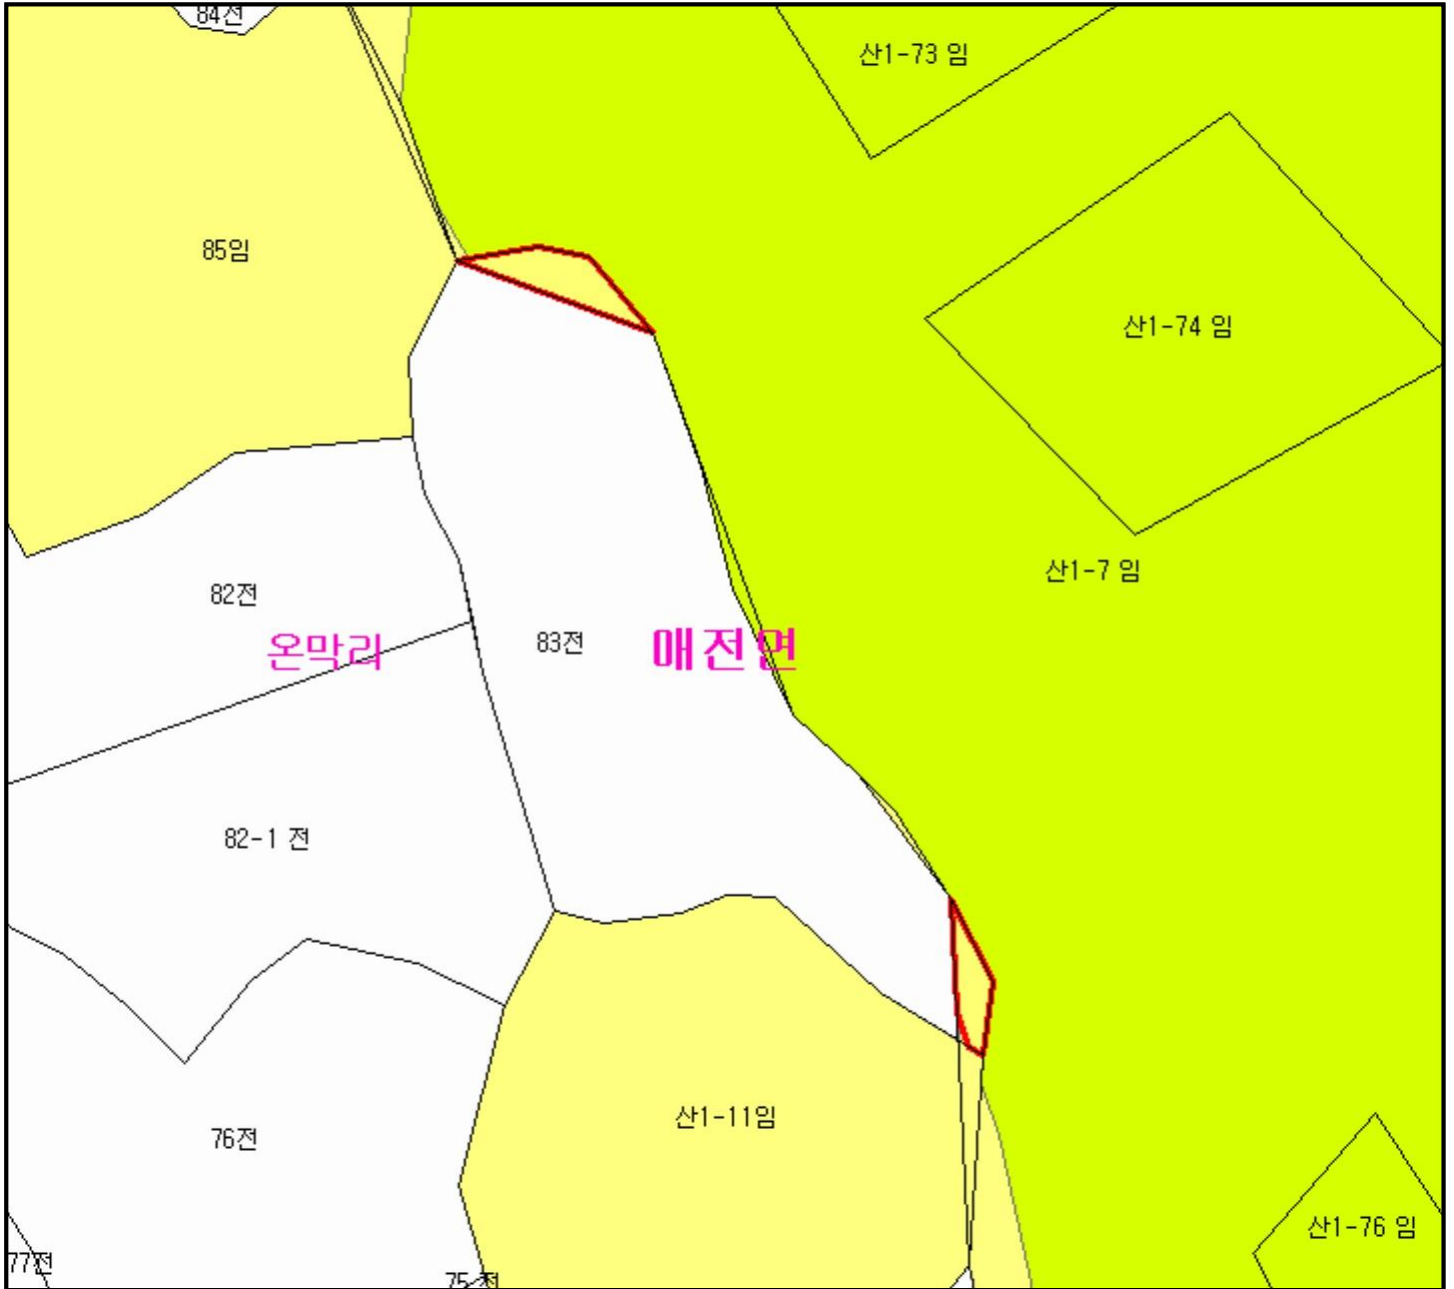 84전
산1-73 임
85임
산1-74 임
산1-7 임
82전
온막리
83전
매전면
82-1 전
산1-11임
76전
산1-76 임
77전
75 전